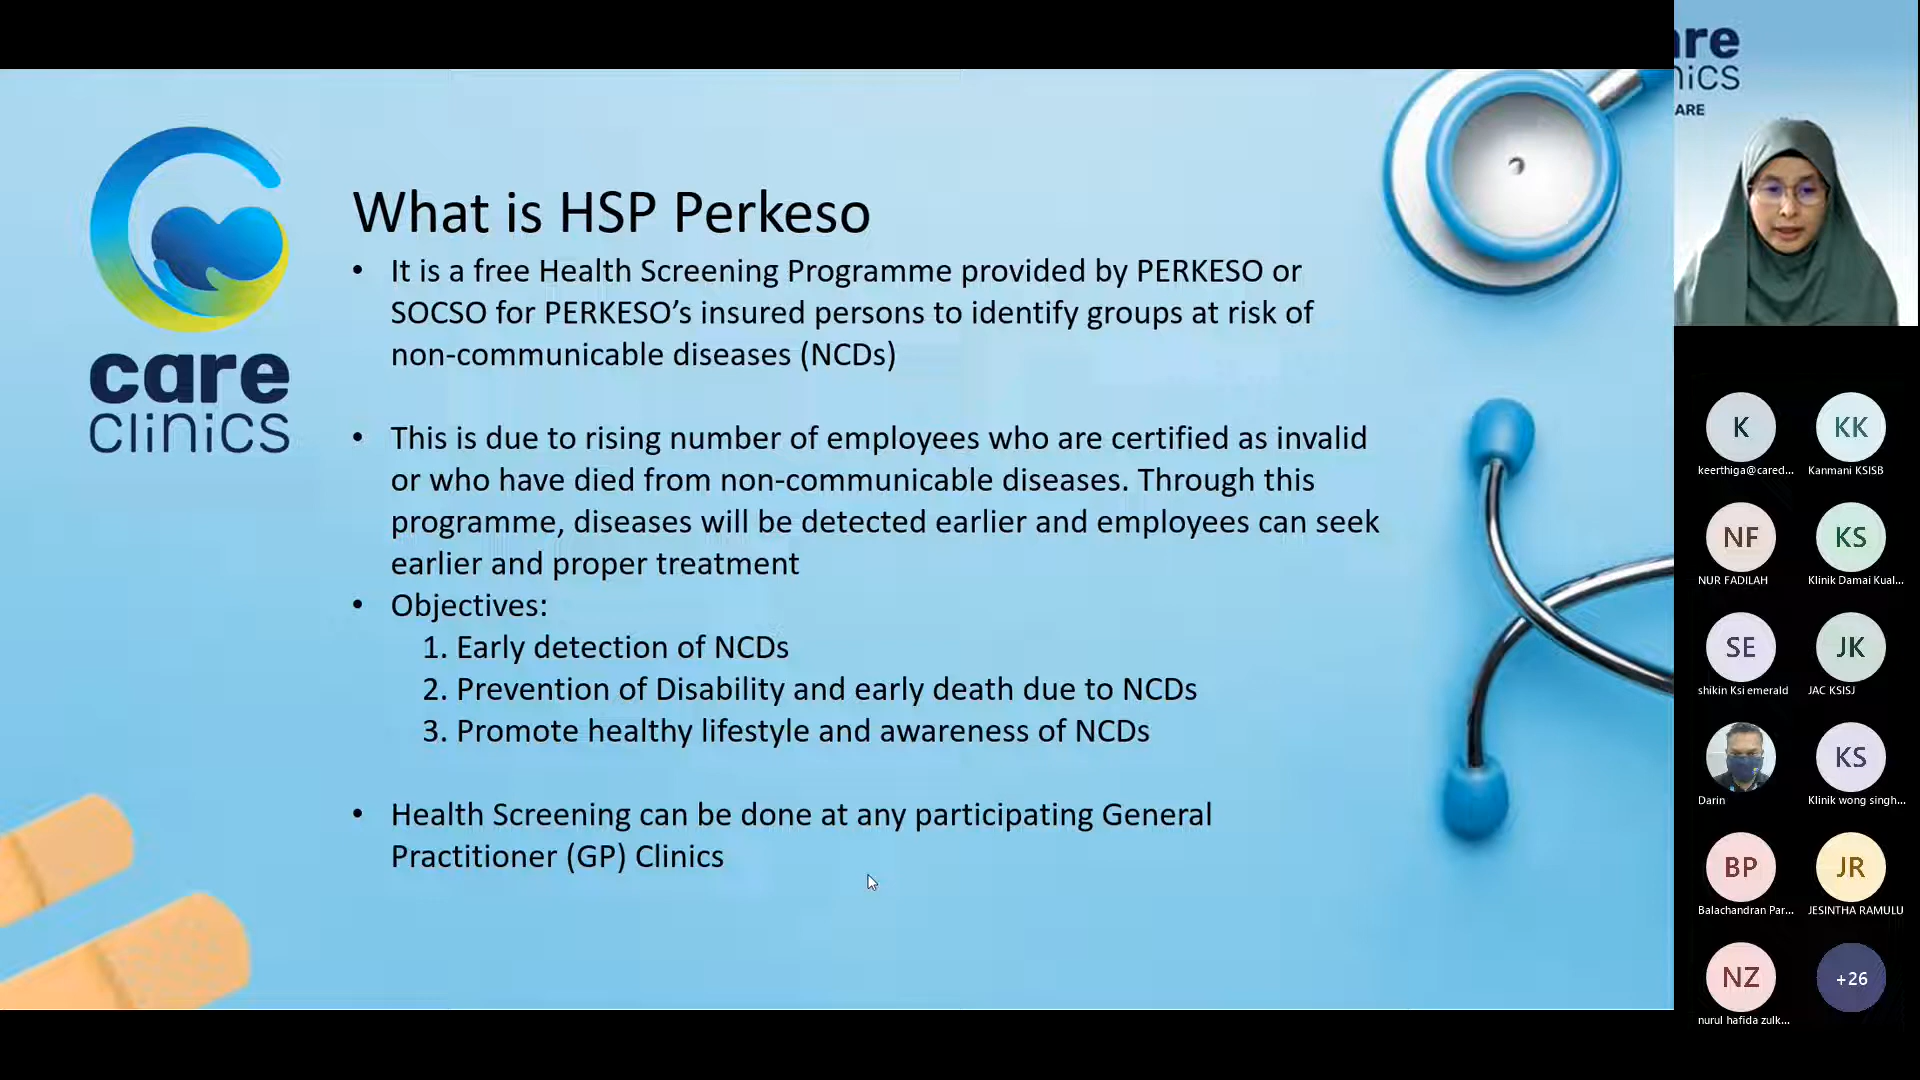 care
clinics
What is HSP Perkeso
• It is a free Health Screening Programme provided by PERKESO or
SOCSO for PERKESO’s insured persons to identify groups at risk of
non-communicable diseases (NCDs)
• This is due to rising number of employees who are certified as invalid
or who have died from non-communicable diseases. Through this
programme, diseases will be detected earlier and employees can seek
earlier and proper treatment
• Objectives:
1. Early detection of NCDs
2. Prevention of Disability and early death due to NCDs
3. Promote healthy lifestyle and awareness of NCDs
• Health Screening can be done at any participating General
Practitioner (GP) Clinics
are
nics
ARE
K
keerthiga@cared...
KK
Kanmani KSISB
NF
NUR FADILAH
KS
Klinik Damai Kual...
SE
shikin Ksi emerald
JK
JAC KSISJ
Darin
KS
Klinik wong singh...
BP
Balachandran Par...
JR
JESINTHA RAMULU
NZ
nurul hafida zulk...
+26